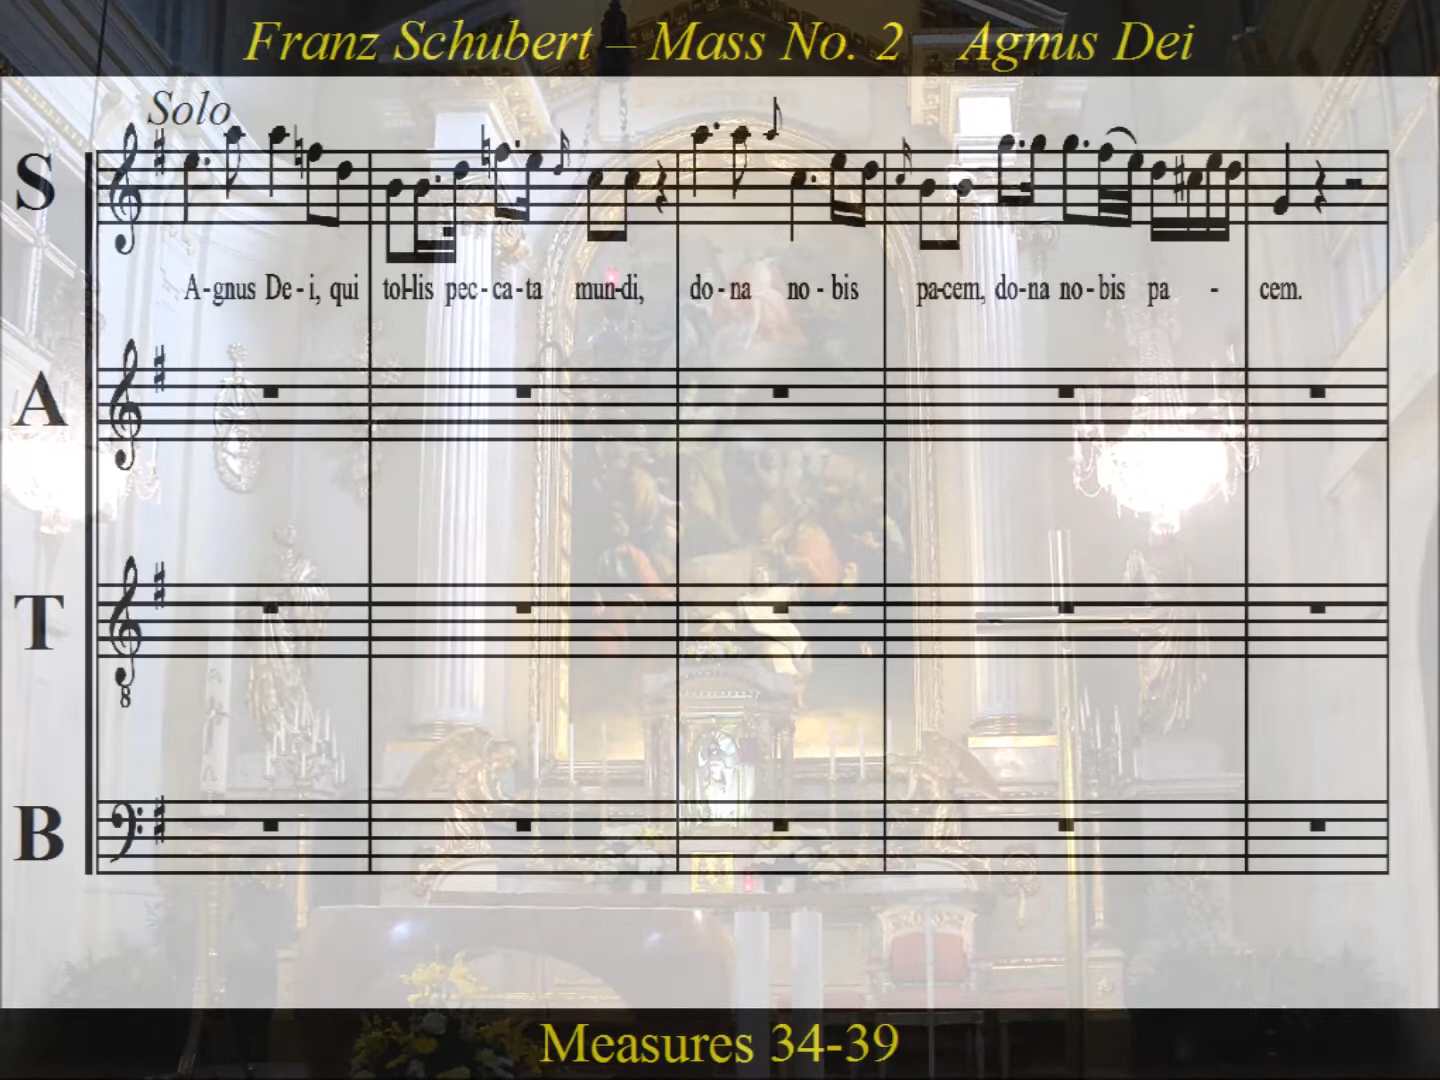 Franz Schubert – Mass No. 2 Agnus Dei
Solo
S
A-gnus De-i, qui tol-lis pec-ca-ta mun-di, do-na no-bis pa-cem, do-na no-bis pa - cem.
A
T
8
B
Measures 34-39